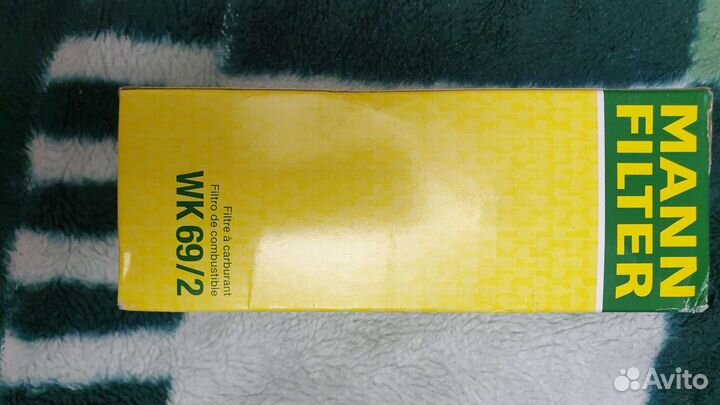 MANN
FILTER
Filtre à carburant
Filtro de combustible
WK 69/2
Avito